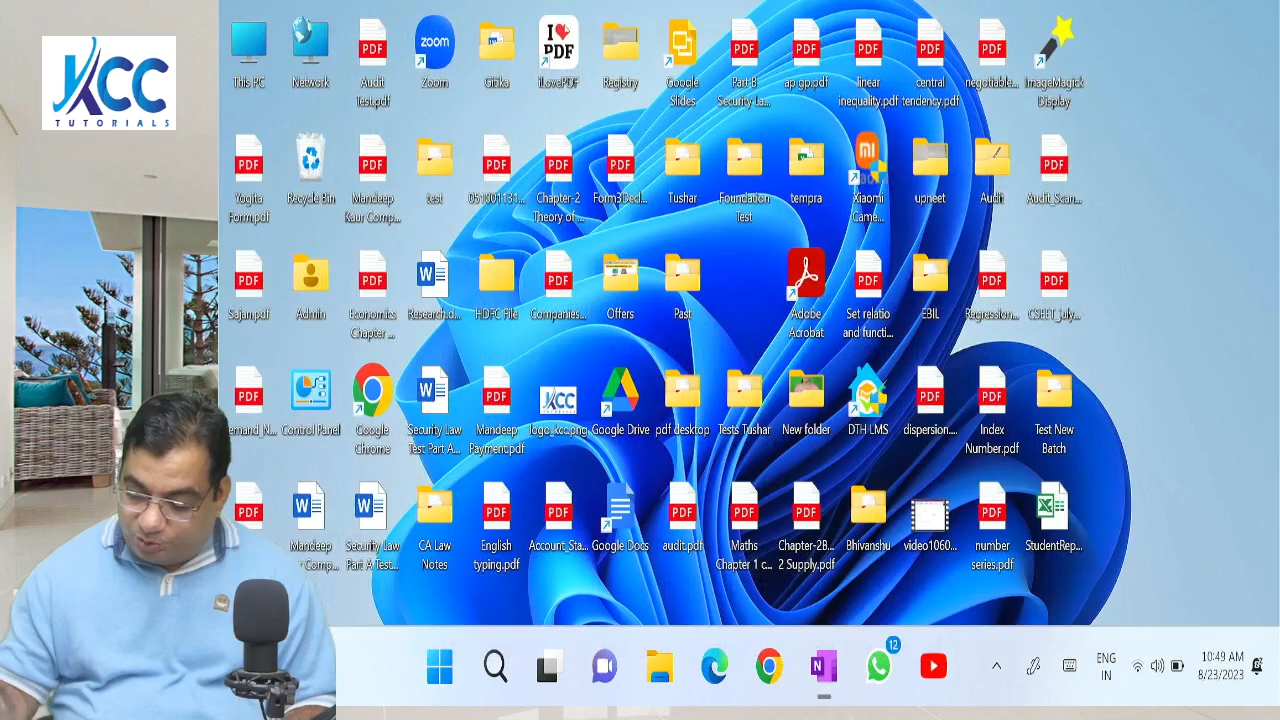 KCC
TUTORIALS
This PC
Network
PDF
Audit
Test.pdf
zoom
Zoom
Gitika
I ♥
PDF
iLovePDF
Registry
Google
Slides
PDF
Part B
Security La...
PDF
ap gp.pdf
PDF
linear
inequality.pdf
PDF
central
tendency.pdf
PDF
negotiable...
ImageMagick
Display
PDF
Yogita
Form.pdf
Recycle Bin
PDF
Mandeep
Kaur Comp...
test
PDF
PDF
Chapter-2
Theory of ...
PDF
Form3Decl...
Tushar
Foundation
Test
tempra
Xiaomi
Game...
upneet
Audit
PDF
Audit_Scan...
PDF
Sajan.pdf
Admin
PDF
Economics
Chapter ...
W
Research.d...
HDFC File
PDF
Companies...
Offers
Past
Adobe
Acrobat
PDF
Set relatio
and functi...
EBIL
PDF
Regression...
PDF
CSEET_july...
PDF
Control Panel
Google
Chrome
W
Security Law
Test Part A...
PDF
Mandeep
Payment.pdf
KCC
logo_kcc.png
Google Drive
pdf desktop
Tests Tushar
New folder
DTH LMS
PDF
dispersion....
PDF
Index
Number.pdf
Test New
Batch
PDF
W
Mandeep
Comp...
W
Security Law
Part A Test...
CA Law
Notes
PDF
English
typing.pdf
PDF
Account_Sta...
Google Docs
PDF
audit.pdf
PDF
Maths
Chapter 1 c...
PDF
Chapter-2B...
2 Supply.pdf
Bhivanshu
video1060...
PDF
number
series.pdf
StudentRep...
N
12
ENG
IN
10:49 AM
8/23/2023